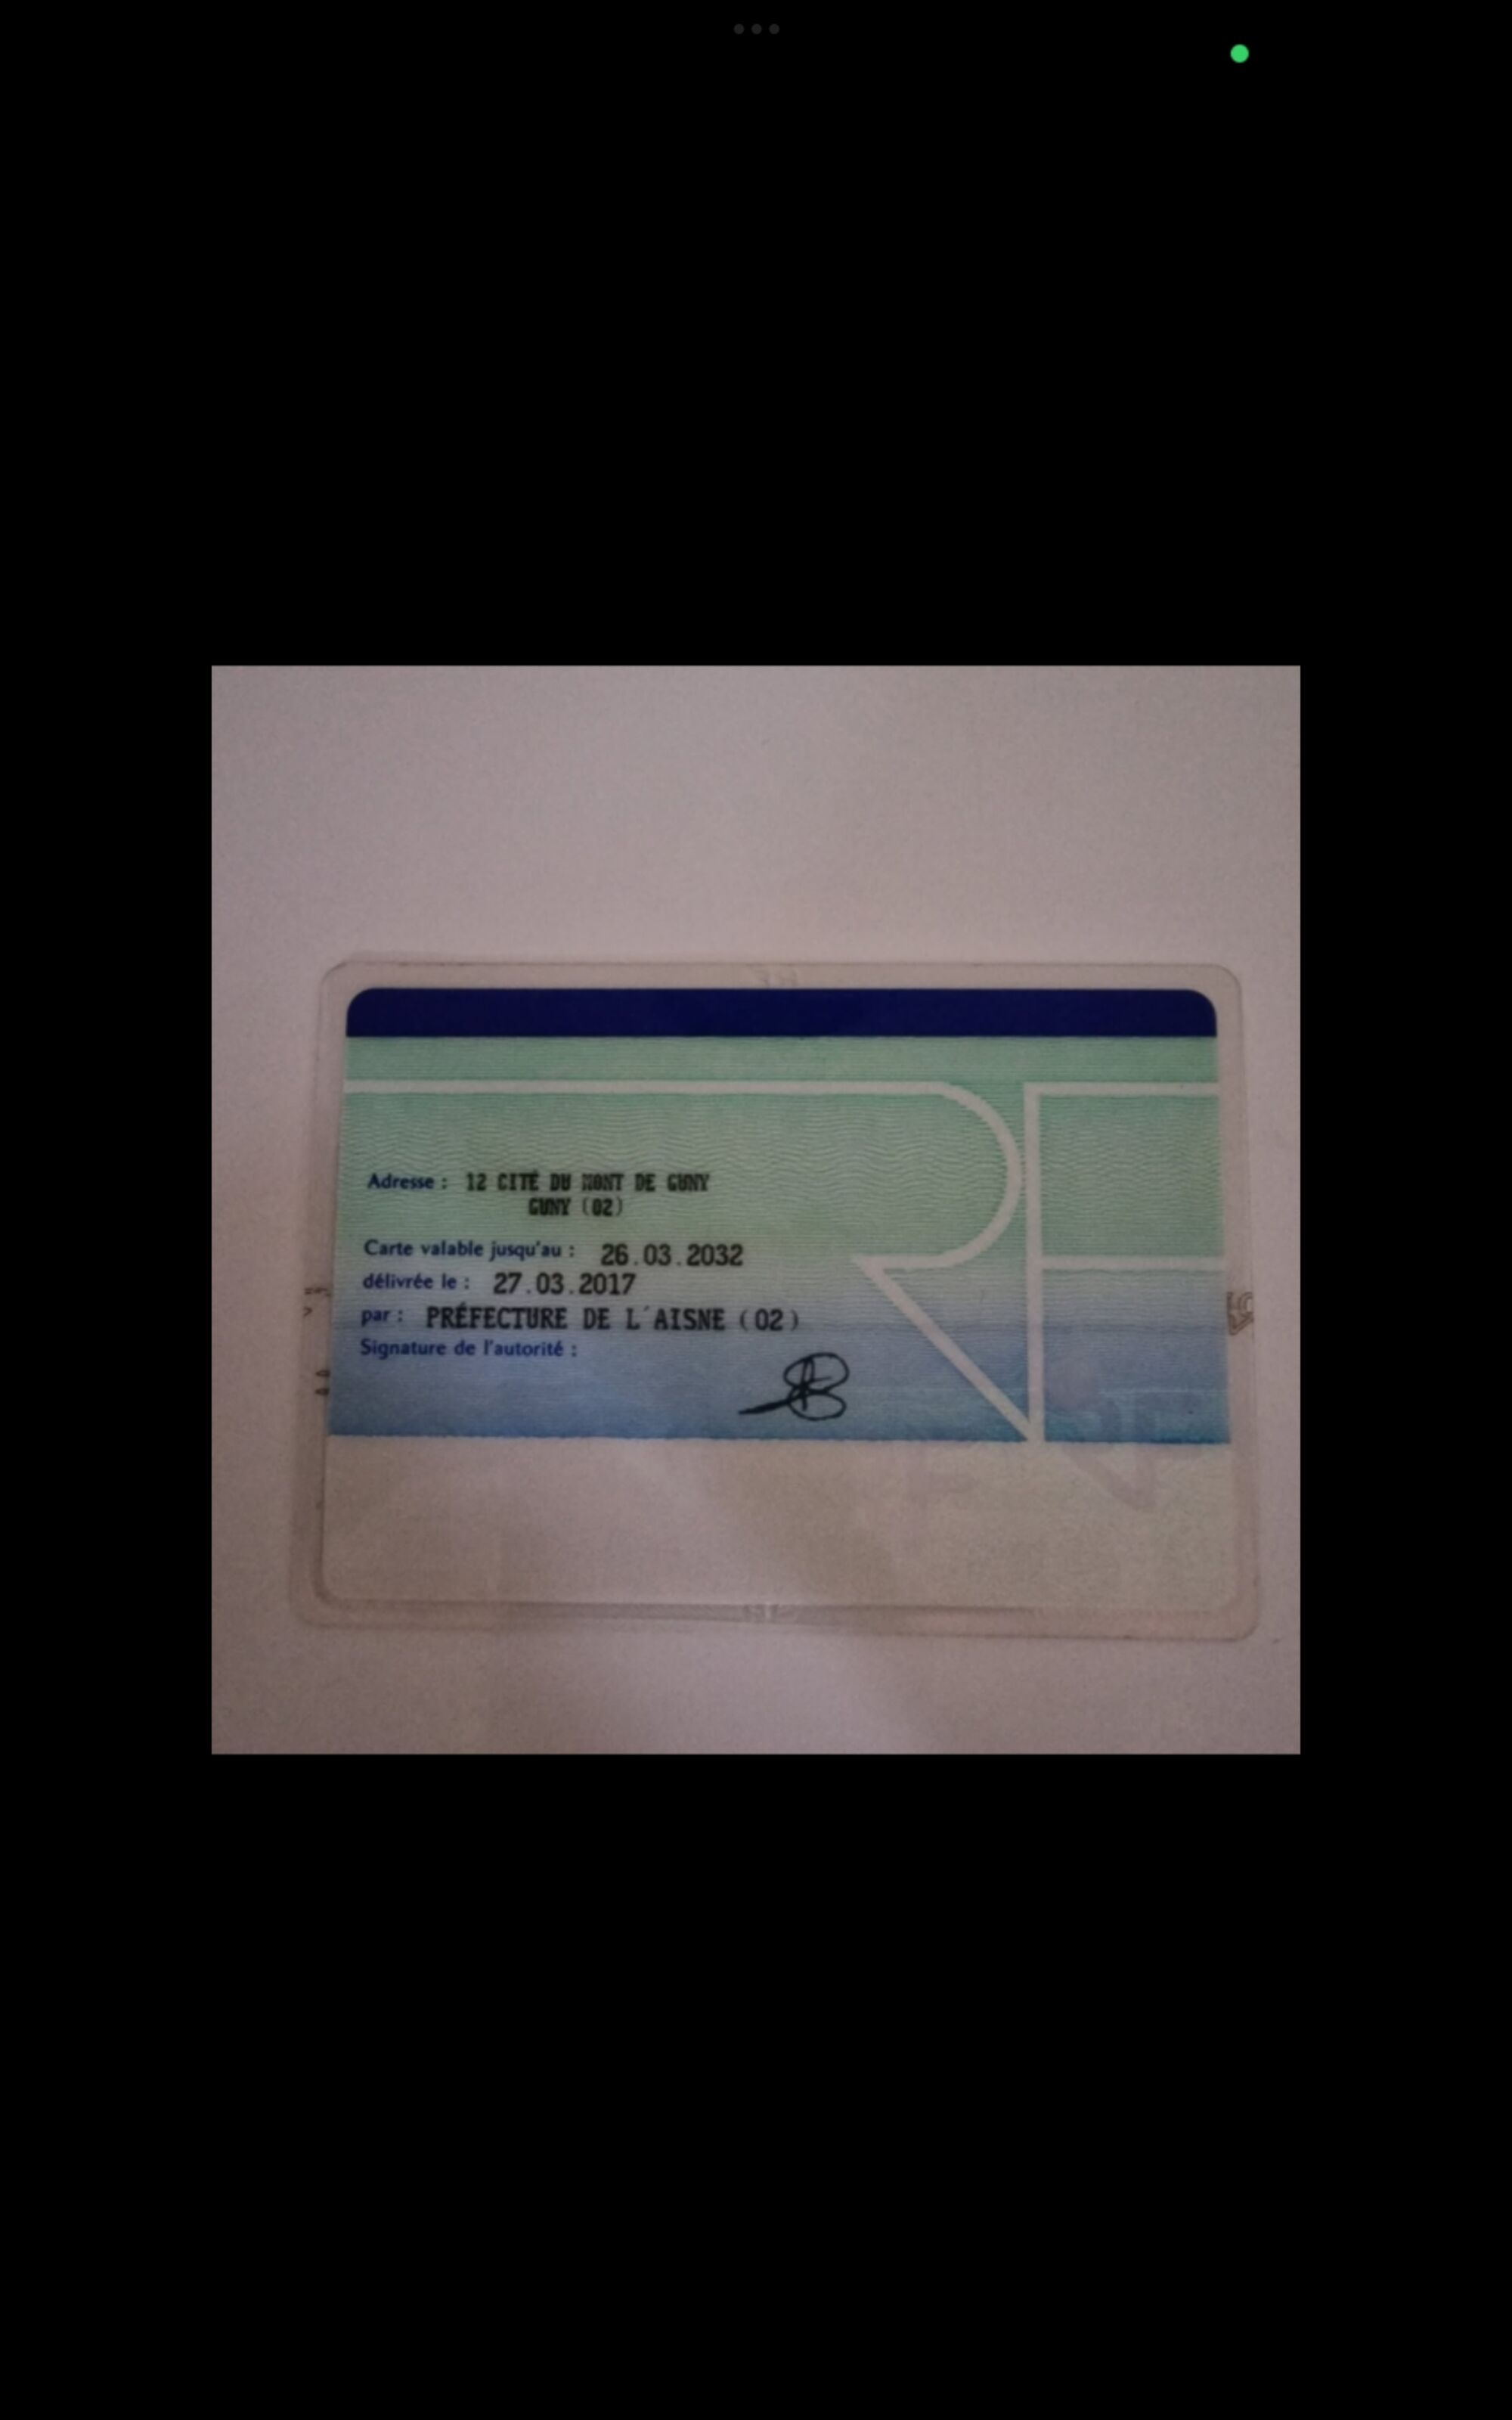 Adresse : 12 CITÉ DU MONT DE GUNY
GUNY (02)
Carte valable jusqu'au : 26.03.2032
délivrée le : 27.03.2017
par : PRÉFECTURE DE L'AISNE (02)
Signature de l'autorité :
RF